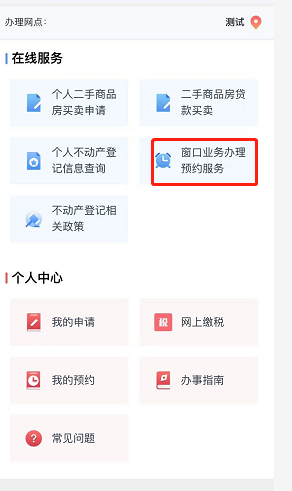 办理网点：
测试
在线服务
个人二手商品
房买卖申请
二手商品房贷
款买卖
个人不动产登
记信息查询
窗口业务办理
预约服务
不动产登记相
关政策
个人中心
我的申请
税
网上缴税
我的预约
办事指南
?
常见问题